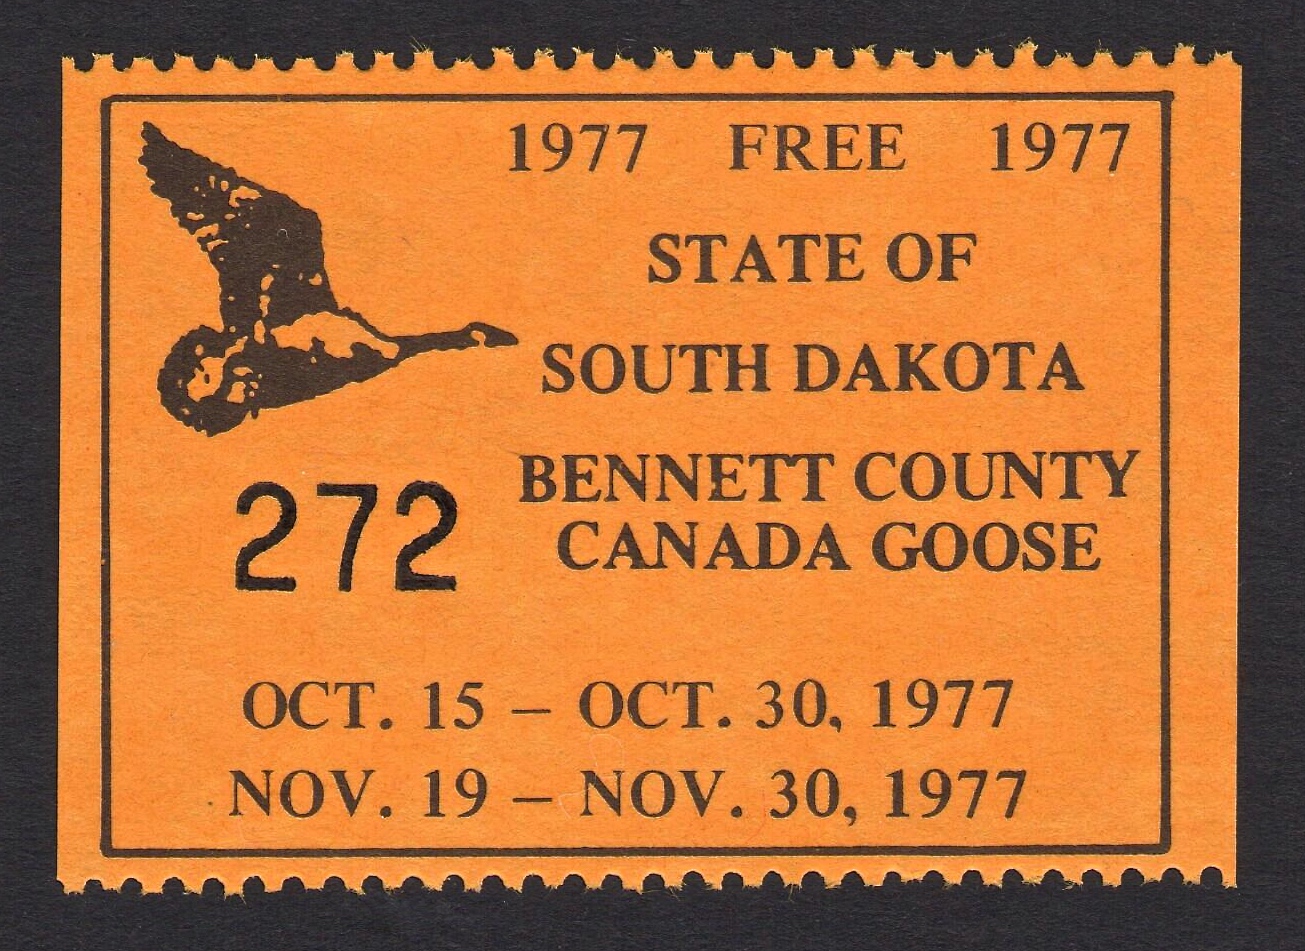 1977 FREE 1977
STATE OF
SOUTH DAKOTA
BENNETT COUNTY
CANADA GOOSE
272
OCT. 15 – OCT. 30, 1977
NOV. 19 – NOV. 30, 1977